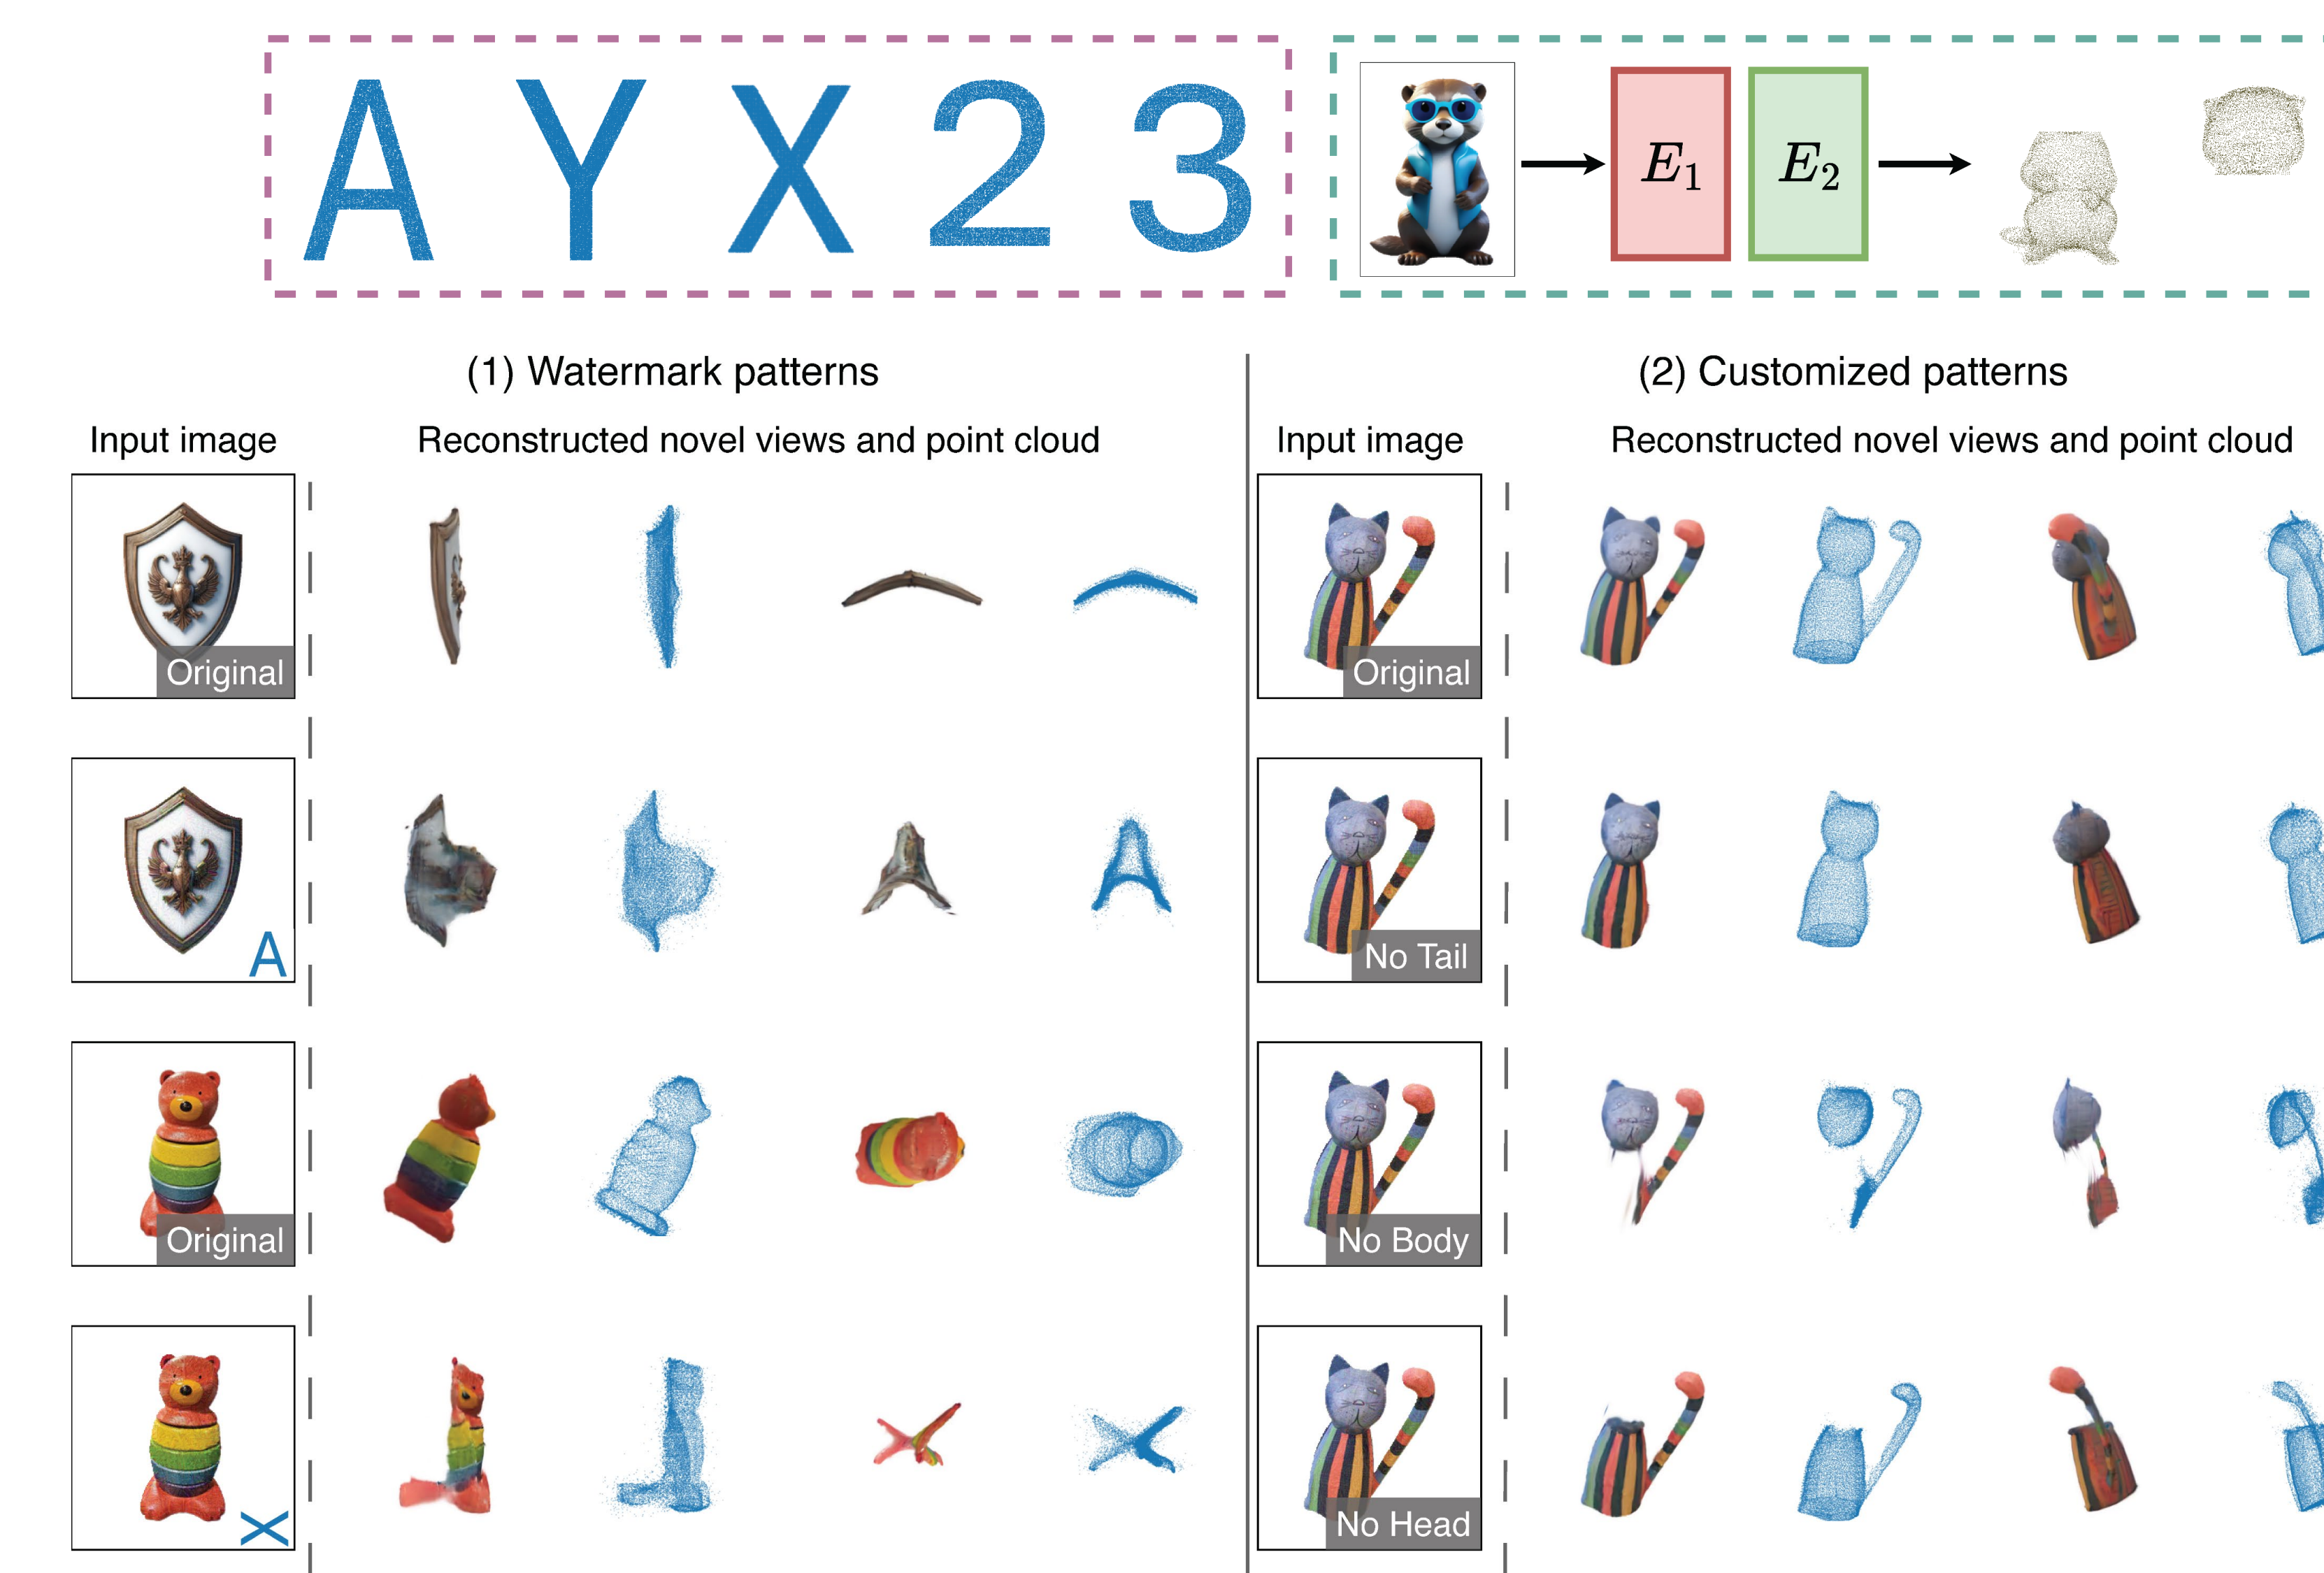 A Y X 2 3
E₁ E₂
(1) Watermark patterns
(2) Customized patterns
Input image
Reconstructed novel views and point cloud
Input image
Reconstructed novel views and point cloud
Original
Original
A
No Tail
Original
No Body
X
No Head